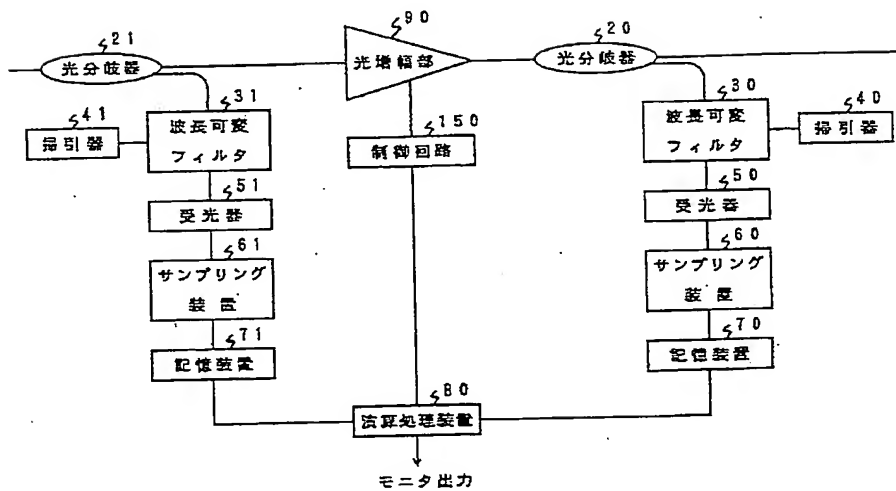 21
光分岐器
90
光増幅部
20
光分岐器
41
掃引器
31
波長可変
フィルタ
150
制御回路
30
波長可変
フィルタ
40
掃引器
51
受光器
50
受光器
61
サンプリング
装置
60
サンプリング
装置
71
記憶装置
70
記憶装置
80
演算処理装置
モニタ出力